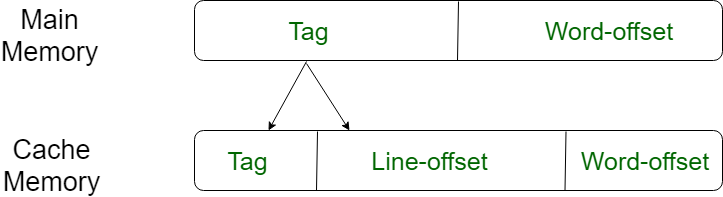 Main
Memory
Tag
Word-offset
Cache
Memory
Tag
Line-offset
Word-offset